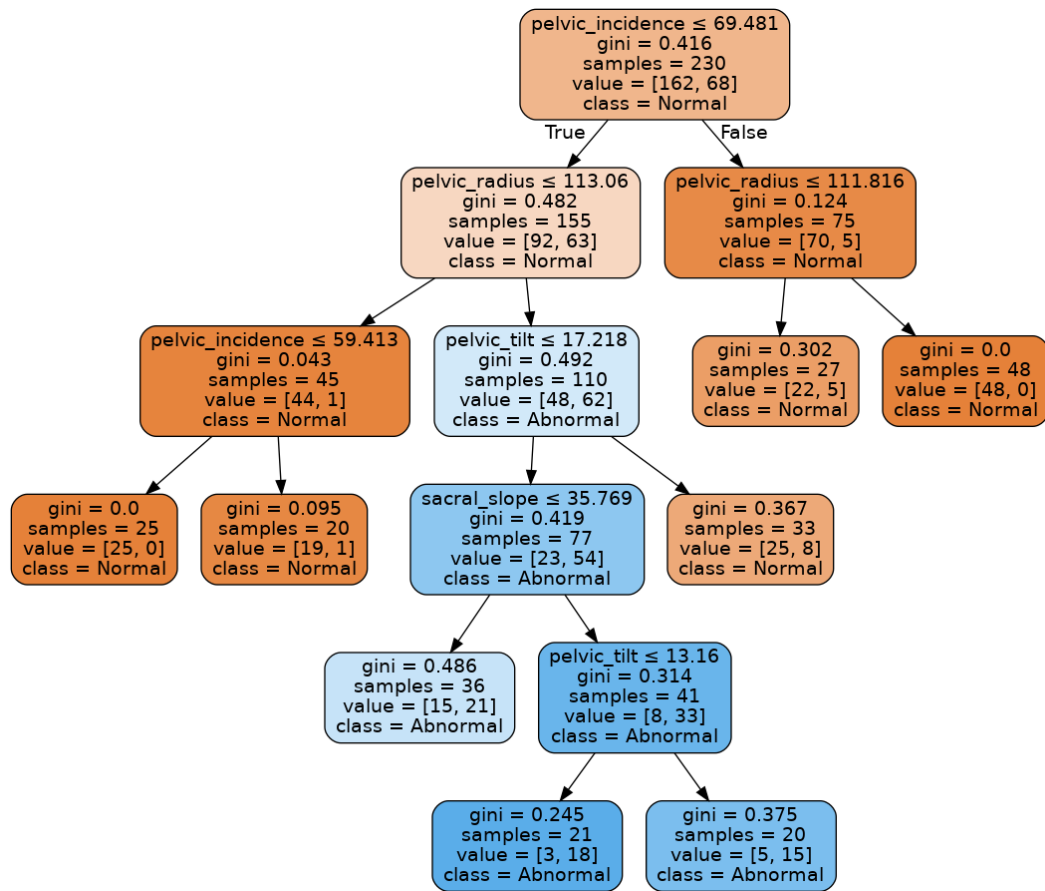 pelvic_incidence ≤ 69.481
gini = 0.416
samples = 230
value = [162, 68]
class = Normal
True
False
pelvic_radius ≤ 113.06
gini = 0.482
samples = 155
value = [92, 63]
class = Normal
pelvic_radius ≤ 111.816
gini = 0.124
samples = 75
value = [70, 5]
class = Normal
pelvic_incidence ≤ 59.413
gini = 0.043
samples = 45
value = [44, 1]
class = Normal
pelvic_tilt ≤ 17.218
gini = 0.492
samples = 110
value = [48, 62]
class = Abnormal
gini = 0.302
samples = 27
value = [22, 5]
class = Normal
gini = 0.0
samples = 48
value = [48, 0]
class = Normal
gini = 0.0
samples = 25
value = [25, 0]
class = Normal
gini = 0.095
samples = 20
value = [19, 1]
class = Normal
sacral_slope ≤ 35.769
gini = 0.419
samples = 77
value = [23, 54]
class = Abnormal
gini = 0.367
samples = 33
value = [25, 8]
class = Normal
gini = 0.486
samples = 36
value = [15, 21]
class = Abnormal
pelvic_tilt ≤ 13.16
gini = 0.314
samples = 41
value = [8, 33]
class = Abnormal
gini = 0.245
samples = 21
value = [3, 18]
class = Abnormal
gini = 0.375
samples = 20
value = [5, 15]
class = Abnormal